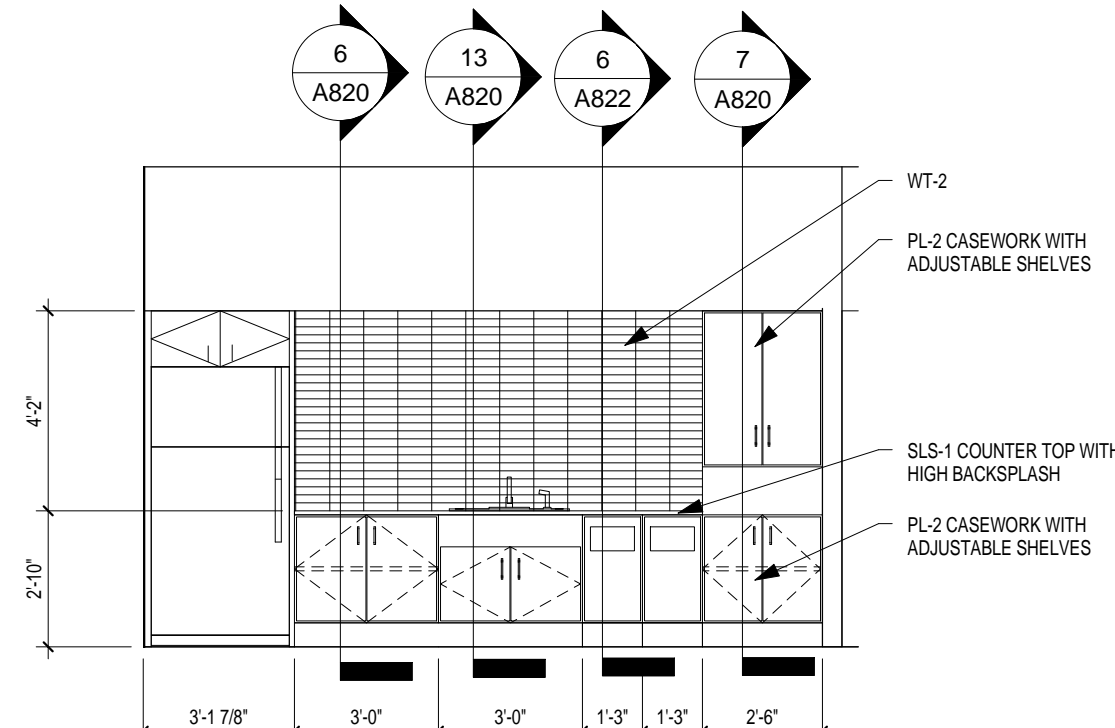 6
A820
13
A820
6
A822
7
A820
WT-2
PL-2 CASEWORK WITH
ADJUSTABLE SHELVES
4'-2"
SLS-1 COUNTER TOP WITH
HIGH BACKSPLASH
PL-2 CASEWORK WITH
ADJUSTABLE SHELVES
2'-10"
3'-1 7/8"
3'-0"
3'-0"
1'-3"
1'-3"
2'-6"